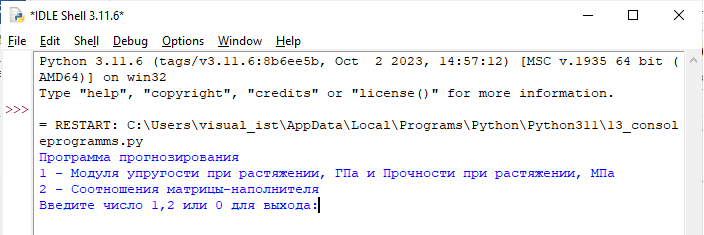 *IDLE Shell 3.11.6*
File Edit Shell Debug Options Window Help
Python 3.11.6 (tags/v3.11.6:8b6ee5b, Oct  2 2023, 14:57:12) [MSC v.1935 64 bit (
AMD64)] on win32
Type "help", "copyright", "credits" or "license()" for more information.
>>>
= RESTART: C:\Users\visual_ist\AppData\Local\Programs\Python\Python311\13_consol
eprogramms.py
Программа прогнозирования
1 - Модуля упругости при растяжении, ГПа и Прочности при растяжении, МПа
2 - Соотношения матрицы-наполнителя
Введите число 1,2 или 0 для выхода: